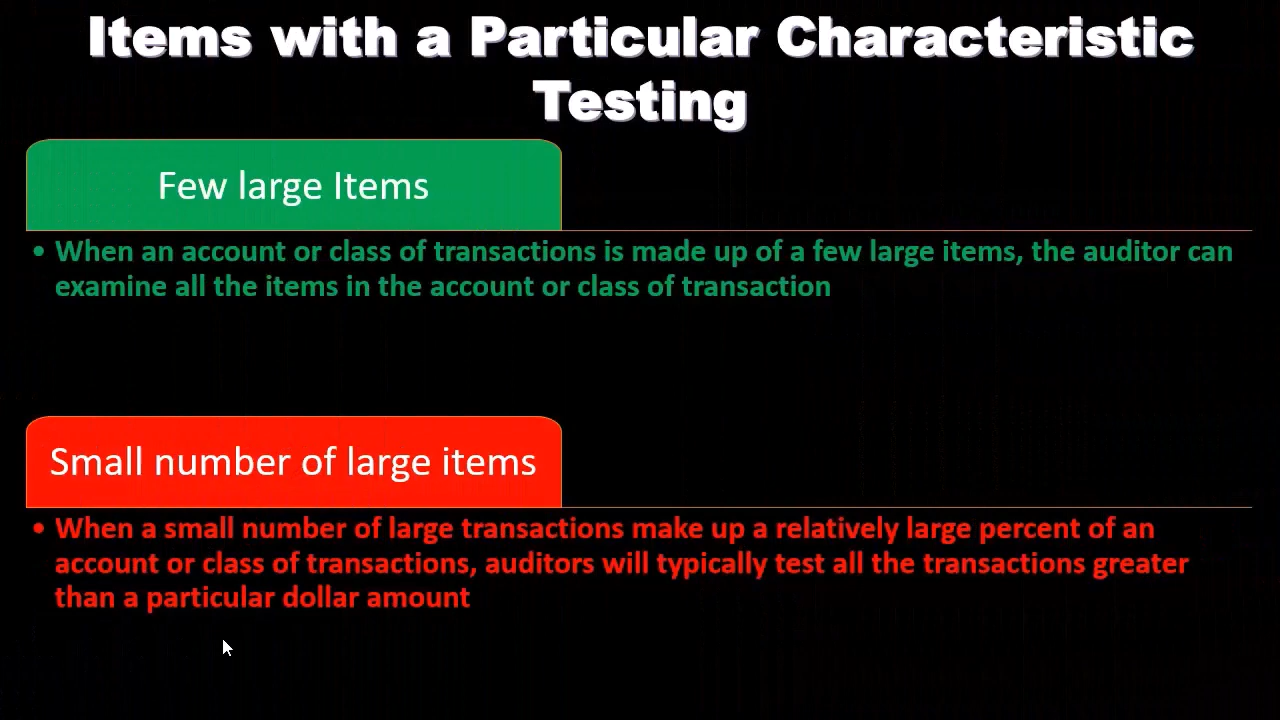 Items with a Particular Characteristic
Testing
Few large Items
• When an account or class of transactions is made up of a few large items, the auditor can
examine all the items in the account or class of transaction
Small number of large items
• When a small number of large transactions make up a relatively large percent of an
account or class of transactions, auditors will typically test all the transactions greater
than a particular dollar amount